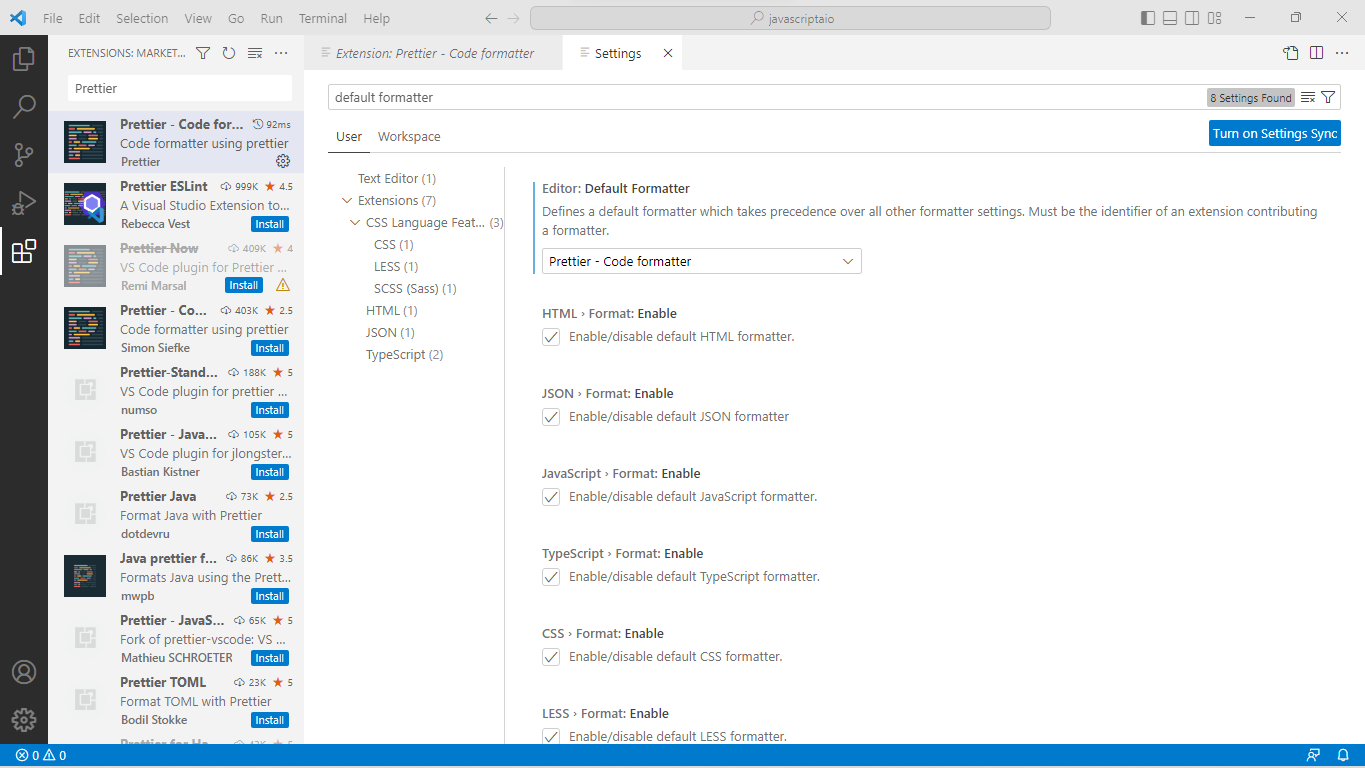 File Edit Selection View Go Run Terminal Help
javascriptaio
EXTENSIONS: MARKET...
Prettier
Prettier - Code for... 92ms
Code formatter using prettier
Prettier
Prettier ESLint 999K ★ 4.5
A Visual Studio Extension to...
Rebecca Vest Install
Prettier Now 409K ★ 4
VS Code plugin for Prettier ...
Remi Marsal Install
Prettier - Co... 403K ★ 2.5
Code formatter using prettier
Simon Siefke Install
Prettier-Stand... 188K ★ 5
VS Code plugin for prettier ...
numso Install
Prettier - Java... 105K ★ 5
VS Code plugin for jlongster...
Bastian Kistner Install
Prettier Java 73K ★ 2.5
Format Java with Prettier
dotdevru Install
Java prettier f... 86K ★ 3.5
Formats Java using the Prett...
mwpb Install
Prettier - JavaS... 65K ★ 5
Fork of prettier-vscode: VS ...
Mathieu SCHROETER Install
Prettier TOML 23K ★ 5
Format TOML with Prettier
Bodil Stokke Install
Extension: Prettier - Code formatter
Settings
default formatter
8 Settings Found
User Workspace
Turn on Settings Sync
Text Editor (1)
Extensions (7)
CSS Language Feat... (3)
CSS (1)
LESS (1)
SCSS (Sass) (1)
HTML (1)
JSON (1)
TypeScript (2)
Editor: Default Formatter
Defines a default formatter which takes precedence over all other formatter settings. Must be the identifier of an extension contributing
a formatter.
Prettier - Code formatter
HTML › Format: Enable
Enable/disable default HTML formatter.
JSON › Format: Enable
Enable/disable default JSON formatter
JavaScript › Format: Enable
Enable/disable default JavaScript formatter.
TypeScript › Format: Enable
Enable/disable default TypeScript formatter.
CSS › Format: Enable
Enable/disable default CSS formatter.
LESS › Format: Enable
Enable/disable default LESS formatter.
0 0